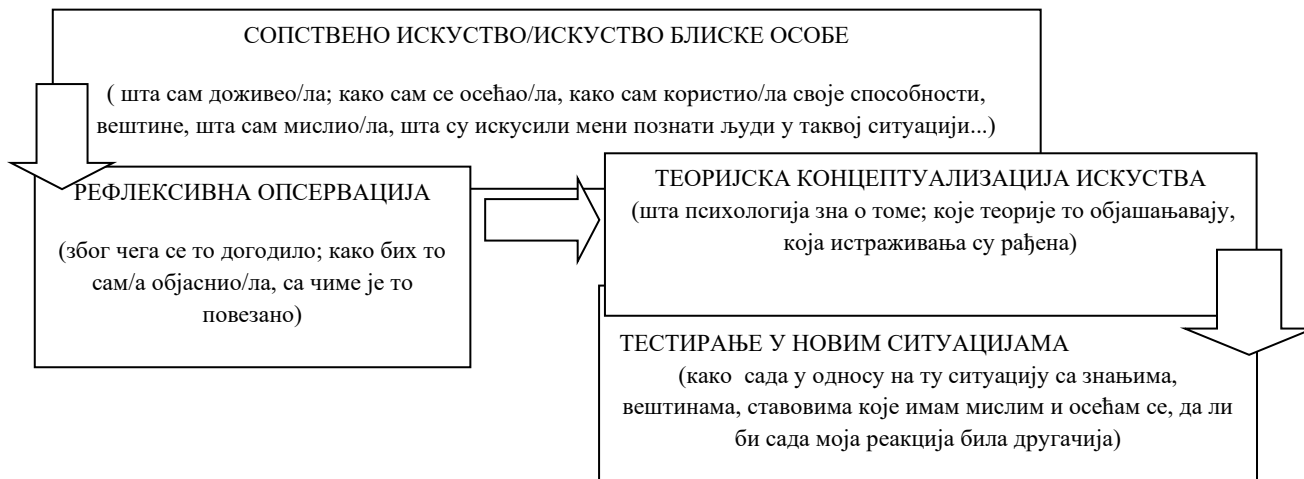 СОПСТВЕНО ИСКУСТВО/ИСКУСТВО БЛИСКЕ ОСОБЕ
( шта сам доживео/ла; како сам се осећао/ла, како сам користио/ла своје способности,
вештине, шта сам мислио/ла, шта су искусили мени познати људи у таквој ситуацији...)
РЕФЛЕКСИВНА ОПСЕРВАЦИЈА
(због чега се то догодило; како бих то
сам/а објаснио/ла, са чиме је то
повезано)
ТЕОРИЈСКА КОНЦЕПТУАЛИЗАЦИЈА ИСКУСТВА
(шта психологија зна о томе; које теорије то објашањавају,
која истраживања су рађена)
ТЕСТИРАЊЕ У НОВИМ СИТУАЦИЈАМА
(како сада у односу на ту ситуацију са знањима,
вештинама, ставовима које имам мислим и осећам се, да ли
би сада моја реакција била другачија)